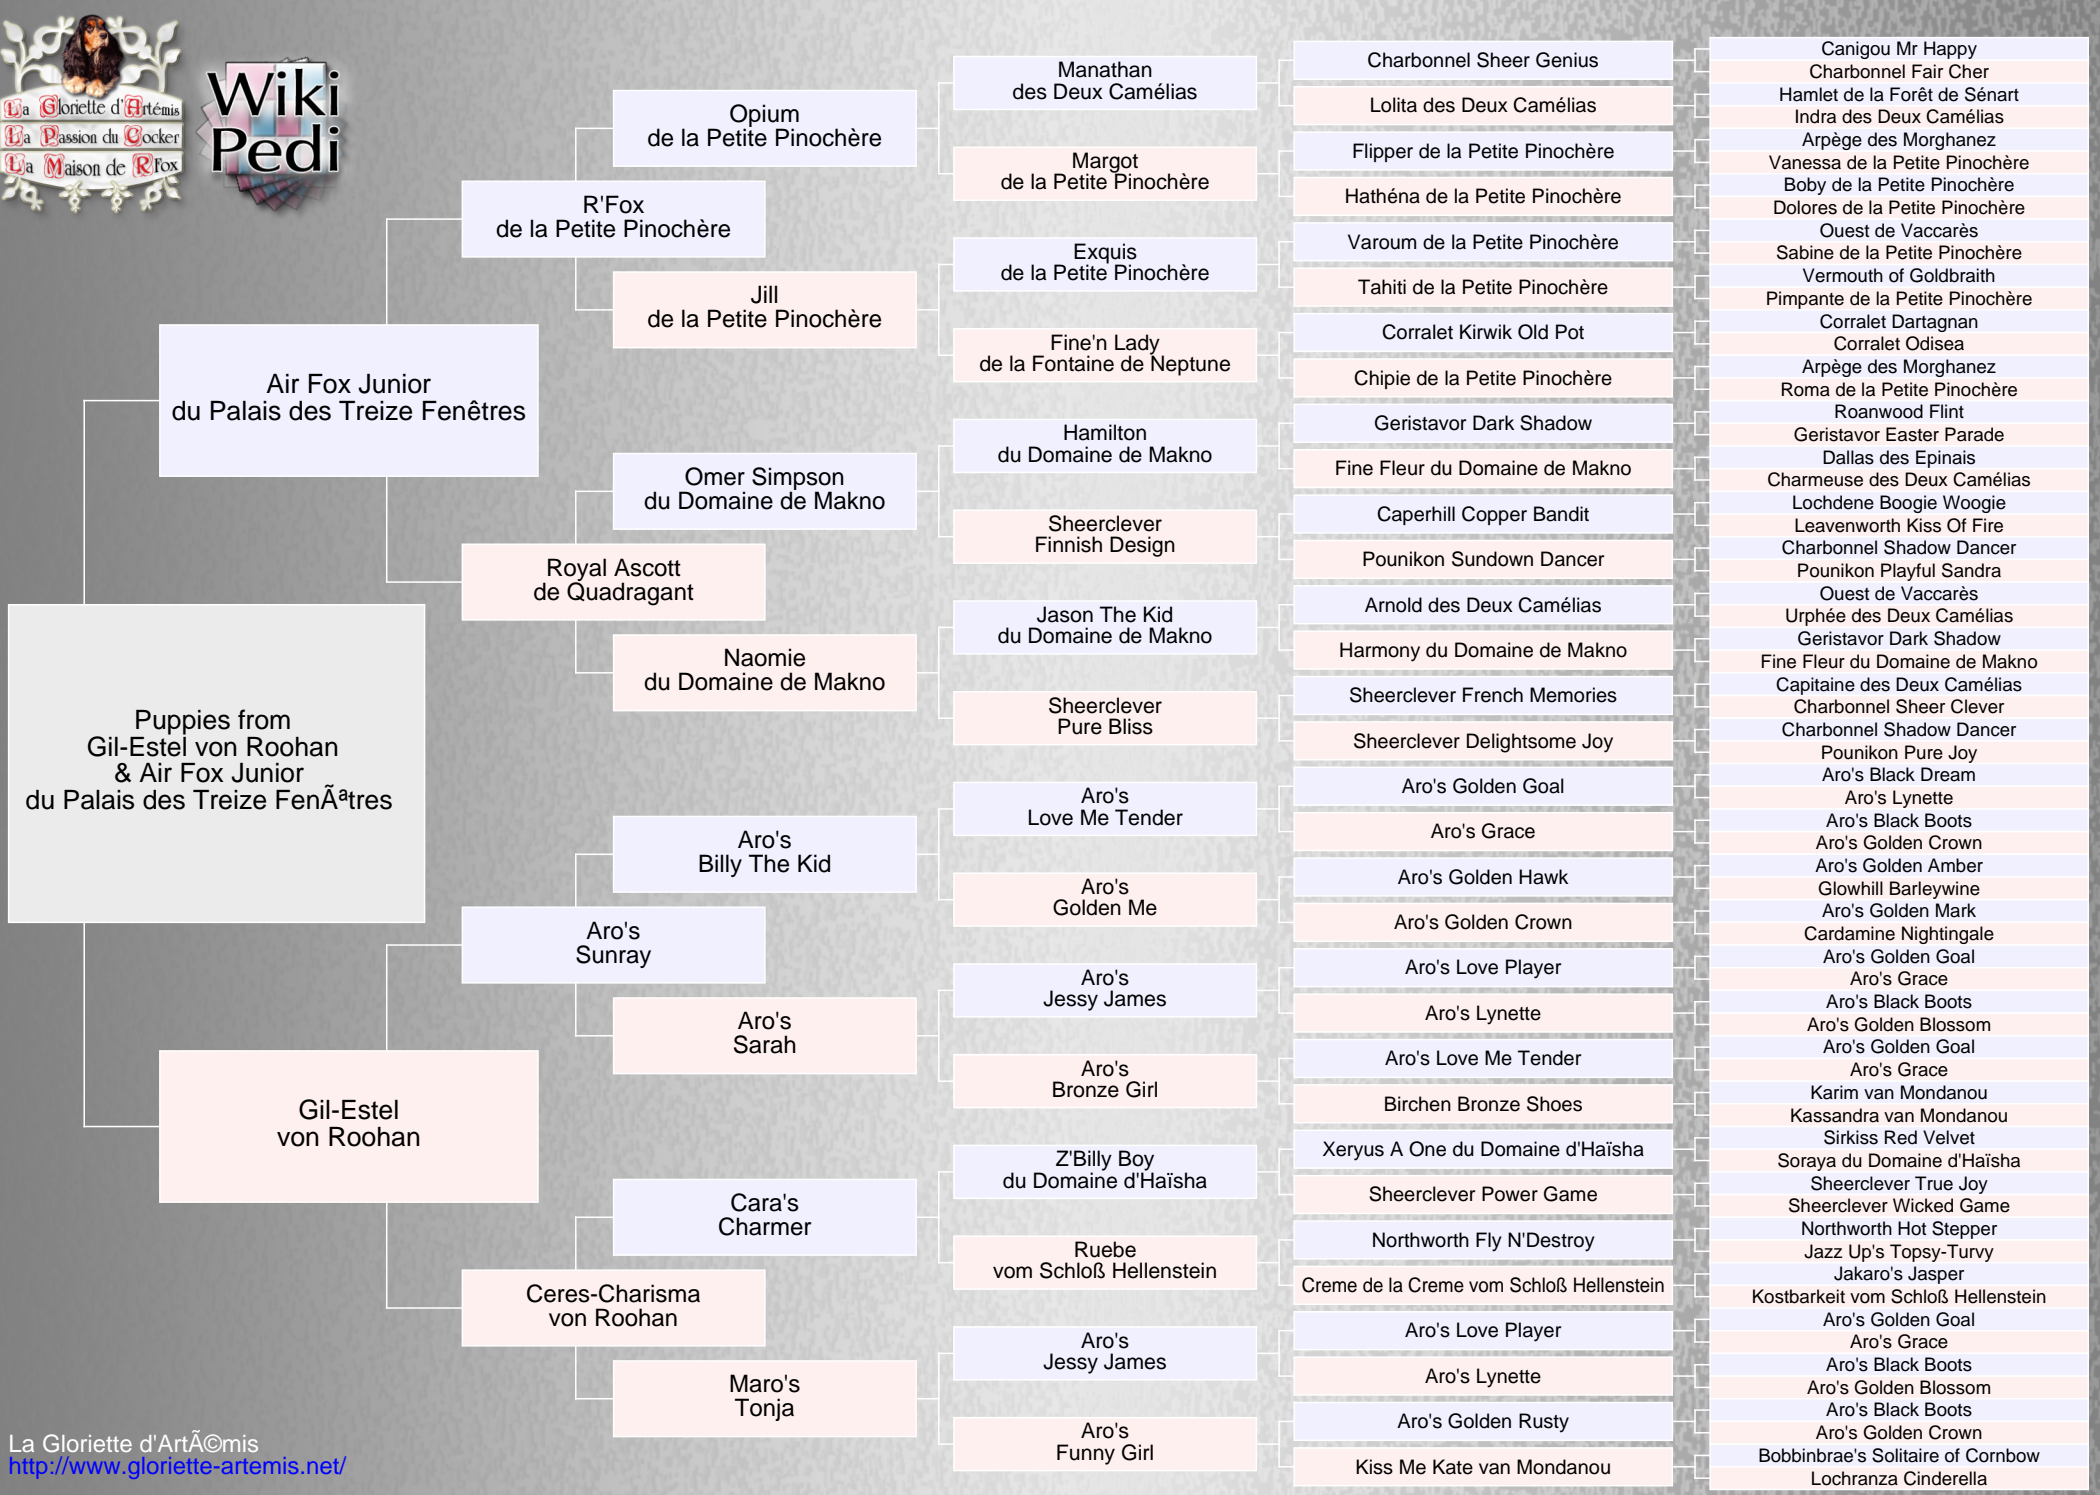 La Gloriette d'Artémis
La Passion du Cocker
La Maison de R'Fox
Wiki
Pedi
Puppies from
Gil-Estel von Roohan
& Air Fox Junior
du Palais des Treize FenÃªtres
Air Fox Junior
du Palais des Treize Fenêtres
Gil-Estel
von Roohan
R'Fox
de la Petite Pinochère
Royal Ascott
de Quadragant
Aro's
Sunray
Ceres-Charisma
von Roohan
Opium
de la Petite Pinochère
Jill
de la Petite Pinochère
Omer Simpson
du Domaine de Makno
Naomie
du Domaine de Makno
Aro's
Billy The Kid
Aro's
Sarah
Cara's
Charmer
Maro's
Tonja
Manathan
des Deux Camélias
Margot
de la Petite Pinochère
Exquis
de la Petite Pinochère
Fine'n Lady
de la Fontaine de Neptune
Hamilton
du Domaine de Makno
Sheerclever
Finnish Design
Jason The Kid
du Domaine de Makno
Sheerclever
Pure Bliss
Aro's
Love Me Tender
Aro's
Golden Me
Aro's
Jessy James
Aro's
Bronze Girl
Z'Billy Boy
du Domaine d'Haïsha
Ruebe
vom Schloß Hellenstein
Aro's
Jessy James
Aro's
Funny Girl
Charbonnel Sheer Genius
Lolita des Deux Camélias
Flipper de la Petite Pinochère
Hathéna de la Petite Pinochère
Varoum de la Petite Pinochère
Tahiti de la Petite Pinochère
Corralet Kirwik Old Pot
Chipie de la Petite Pinochère
Geristavor Dark Shadow
Fine Fleur du Domaine de Makno
Caperhill Copper Bandit
Pounikon Sundown Dancer
Arnold des Deux Camélias
Harmony du Domaine de Makno
Sheerclever French Memories
Sheerclever Delightsome Joy
Aro's Golden Goal
Aro's Grace
Aro's Golden Hawk
Aro's Golden Crown
Aro's Love Player
Aro's Lynette
Aro's Love Me Tender
Birchen Bronze Shoes
Xeryus A One du Domaine d'Haïsha
Sheerclever Power Game
Northworth Fly N'Destroy
Creme de la Creme vom Schloß Hellenstein
Aro's Love Player
Aro's Lynette
Aro's Golden Rusty
Kiss Me Kate van Mondanou
Canigou Mr Happy
Charbonnel Fair Cher
Hamlet de la Forêt de Sénart
Indra des Deux Camélias
Arpège des Morghanez
Vanessa de la Petite Pinochère
Boby de la Petite Pinochère
Dolores de la Petite Pinochère
Ouest de Vaccarès
Sabine de la Petite Pinochère
Vermouth of Goldbraith
Pimpante de la Petite Pinochère
Corralet Dartagnan
Corralet Odisea
Arpège des Morghanez
Roma de la Petite Pinochère
Roanwood Flint
Geristavor Easter Parade
Dallas des Epinais
Charmeuse des Deux Camélias
Lochdene Boogie Woogie
Leavenworth Kiss Of Fire
Charbonnel Shadow Dancer
Pounikon Playful Sandra
Ouest de Vaccarès
Urphée des Deux Camélias
Geristavor Dark Shadow
Fine Fleur du Domaine de Makno
Capitaine des Deux Camélias
Charbonnel Sheer Clever
Charbonnel Shadow Dancer
Pounikon Pure Joy
Aro's Black Dream
Aro's Lynette
Aro's Black Boots
Aro's Golden Crown
Aro's Golden Amber
Glowhill Barleywine
Aro's Golden Mark
Cardamine Nightingale
Aro's Golden Goal
Aro's Grace
Aro's Black Boots
Aro's Golden Blossom
Aro's Golden Goal
Aro's Grace
Karim van Mondanou
Kassandra van Mondanou
Sirkiss Red Velvet
Soraya du Domaine d'Haïsha
Sheerclever True Joy
Sheerclever Wicked Game
Northworth Hot Stepper
Jazz Up's Topsy-Turvy
Jakaro's Jasper
Kostbarkeit vom Schloß Hellenstein
Aro's Golden Goal
Aro's Grace
Aro's Black Boots
Aro's Golden Blossom
Aro's Black Boots
Aro's Golden Crown
Bobbinbrae's Solitaire of Cornbow
Lochranza Cinderella
La Gloriette d'ArtÃ©mis
http://www.gloriette-artemis.net/